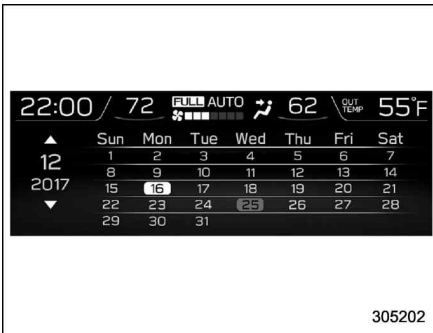 22:00 72 FULL AUTO 62 OUT TEMP 55°F
Sun Mon Tue Wed Thu Fri Sat
12
2017
1 2 3 4 5 6 7
8 9 10 11 12 13 14
15 16 17 18 19 20 21
22 23 24 25 26 27 28
29 30 31
305202